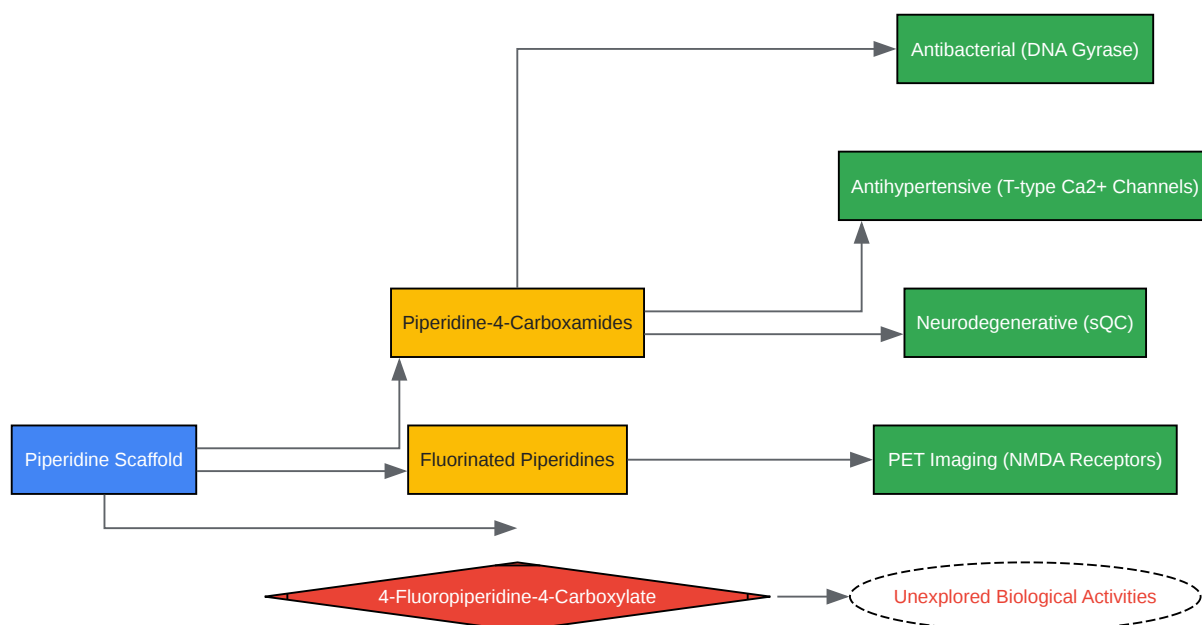 Antibacterial (DNA Gyrase)
Antihypertensive (T-type Ca2+ Channels)
Piperidine-4-Carboxamides
Neurodegenerative (sQC)
Piperidine Scaffold
Fluorinated Piperidines
PET Imaging (NMDA Receptors)
4-Fluoropiperidine-4-Carboxylate
Unexplored Biological Activities